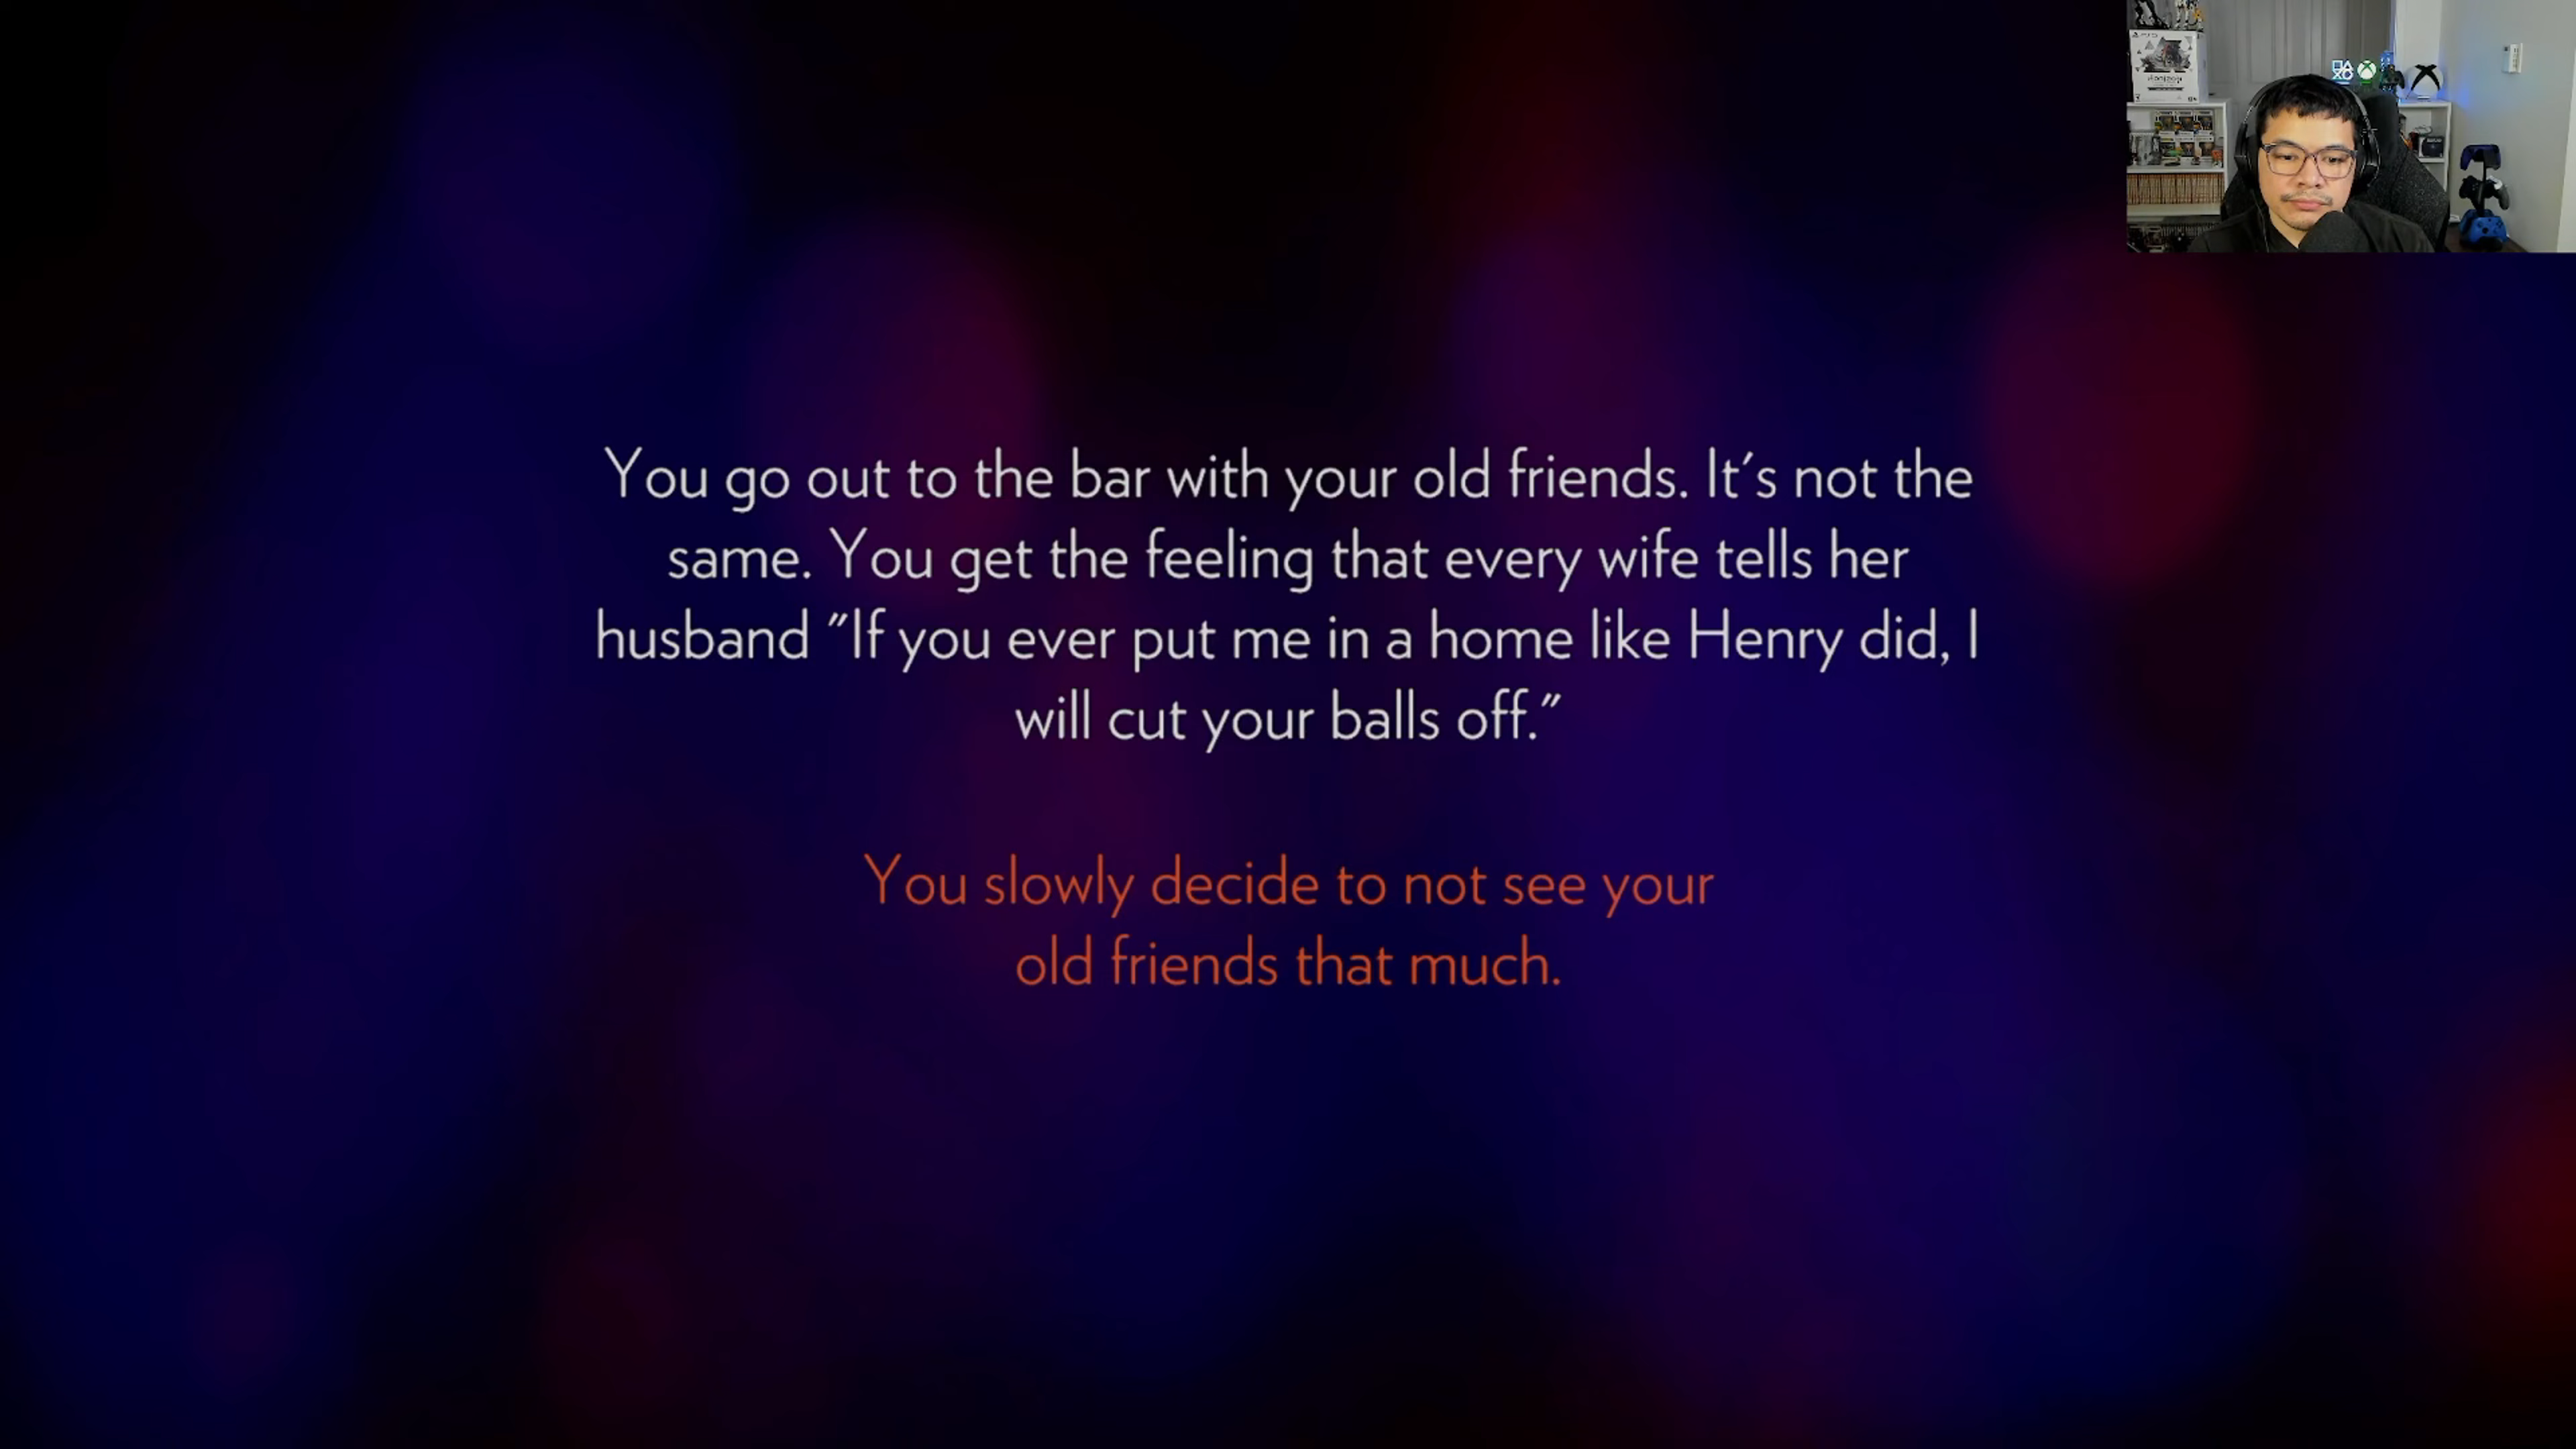 You go out to the bar with your old friends. It's not the
same. You get the feeling that every wife tells her
husband "If you ever put me in a home like Henry did, I
will cut your balls off."
You slowly decide to not see your
old friends that much.